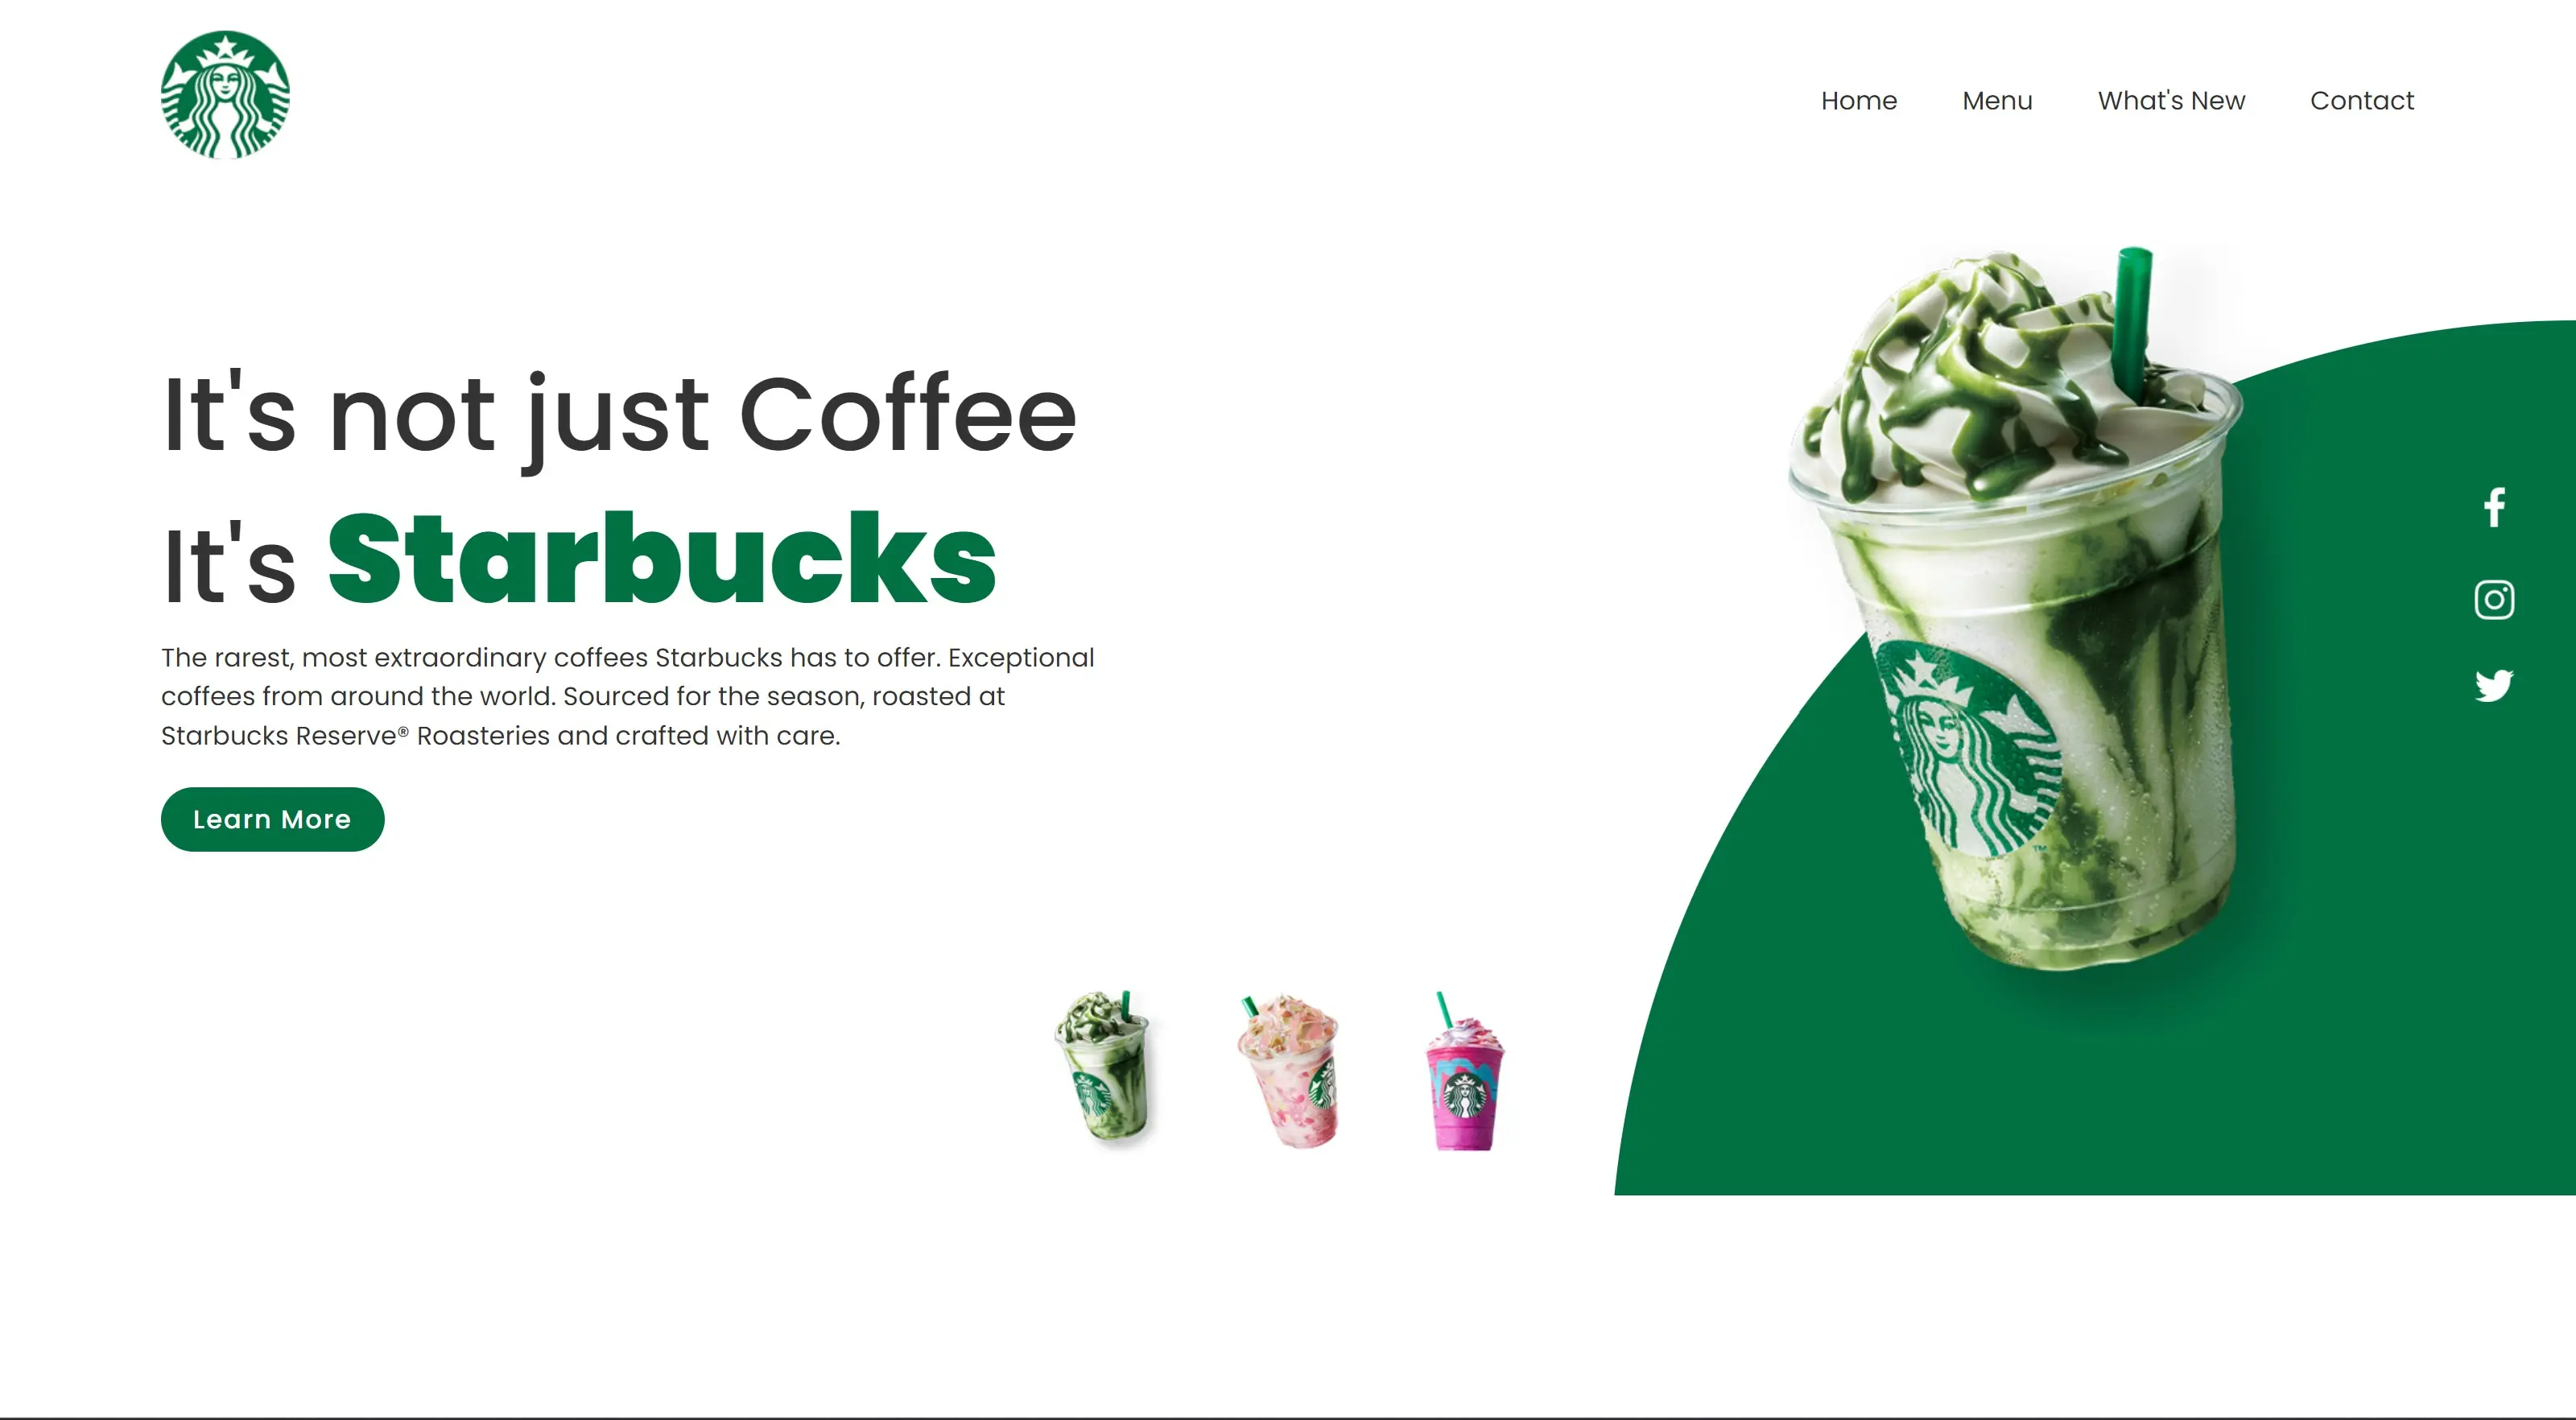 Home
Menu
What's New
Contact
It's not just Coffee
It's Starbucks
The rarest, most extraordinary coffees Starbucks has to offer. Exceptional
coffees from around the world. Sourced for the season, roasted at
Starbucks Reserve® Roasteries and crafted with care.
Learn More
TM